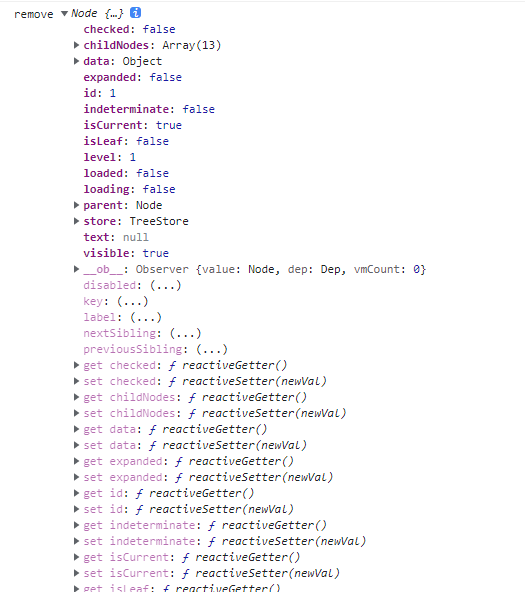 remove ▼Node {…} i
checked: false
▶childNodes: Array(13)
▶data: Object
expanded: false
id: 1
indeterminate: false
isCurrent: true
isLeaf: false
level: 1
loaded: false
loading: false
▶parent: Node
▶store: TreeStore
text: null
visible: true
▶__ob__: Observer {value: Node, dep: Dep, vmCount: 0}
disabled: (...)
key: (...)
label: (...)
nextSibling: (...)
previousSibling: (...)
▶get checked: ƒ reactiveGetter()
▶set checked: ƒ reactiveSetter(newVal)
▶get childNodes: ƒ reactiveGetter()
▶set childNodes: ƒ reactiveSetter(newVal)
▶get data: ƒ reactiveGetter()
▶set data: ƒ reactiveSetter(newVal)
▶get expanded: ƒ reactiveGetter()
▶set expanded: ƒ reactiveSetter(newVal)
▶get id: ƒ reactiveGetter()
▶set id: ƒ reactiveSetter(newVal)
▶get indeterminate: ƒ reactiveGetter()
▶set indeterminate: ƒ reactiveSetter(newVal)
▶get isCurrent: ƒ reactiveGetter()
▶set isCurrent: ƒ reactiveSetter(newVal)
▶get isLeaf: ƒ reactiveGetter()